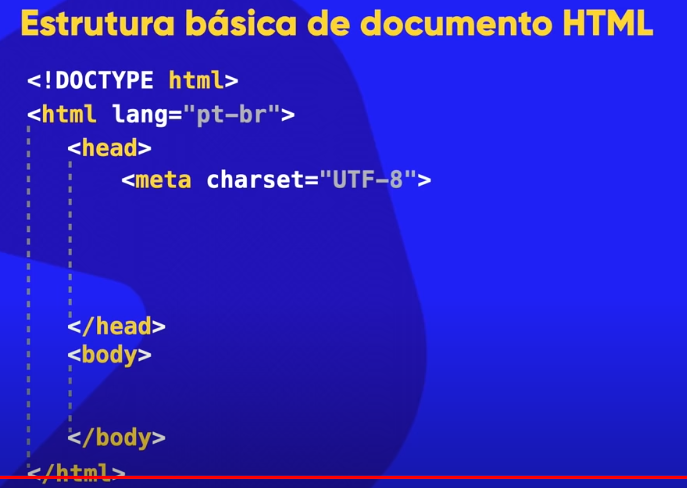 Estrutura básica de documento HTML
<!DOCTYPE html>
<html lang="pt-br">
<head>
<meta charset="UTF-8">
</head>
<body>
</body>
</html>